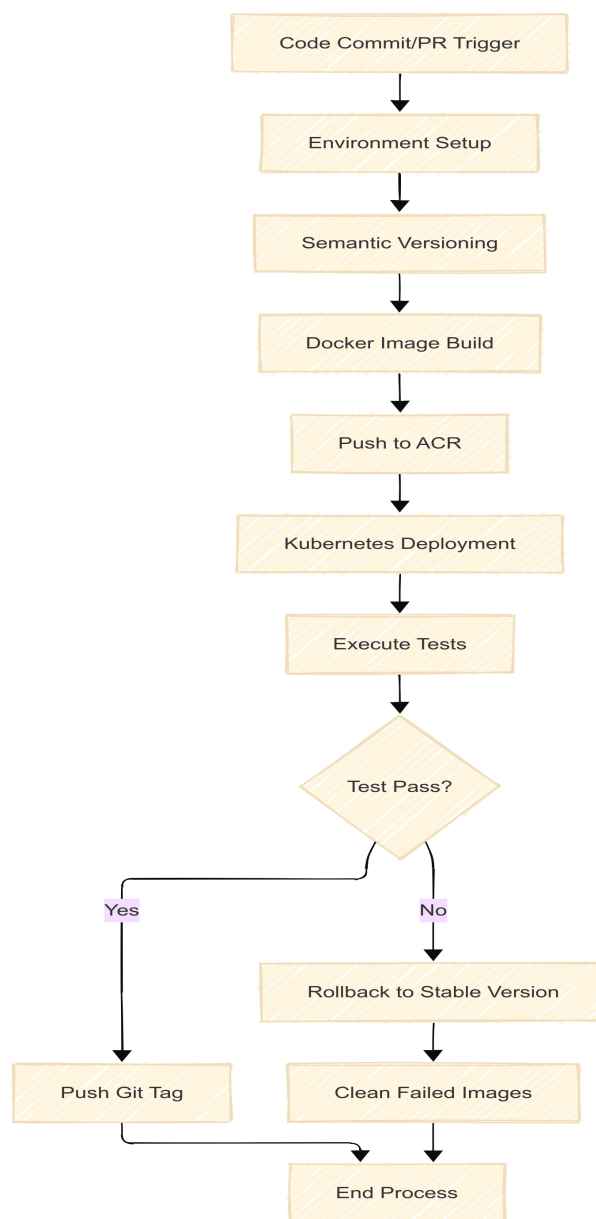 Code Commit/PR Trigger
Environment Setup
Semantic Versioning
Docker Image Build
Push to ACR
Kubernetes Deployment
Execute Tests
Test Pass?
Yes
No
Rollback to Stable Version
Push Git Tag
Clean Failed Images
End Process